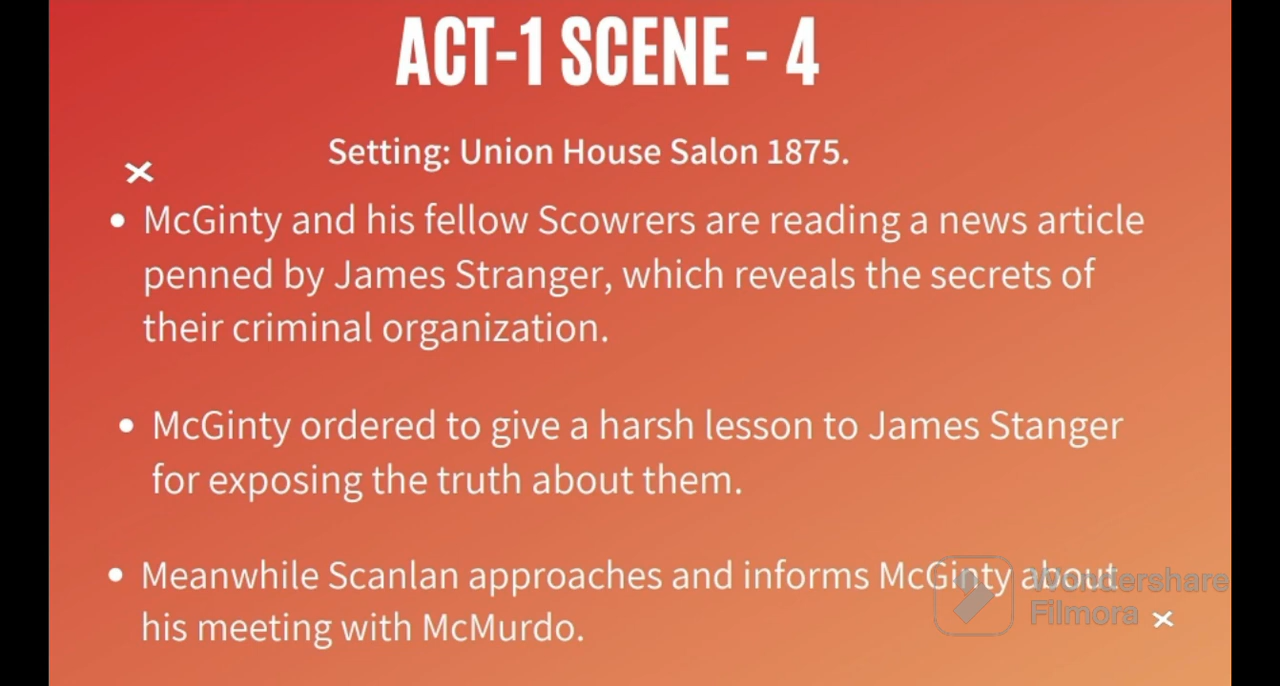 ACT-1 SCENE - 4
Setting: Union House Salon 1875.
• McGinty and his fellow Scowrers are reading a news article
penned by James Stranger, which reveals the secrets of
their criminal organization.
• McGinty ordered to give a harsh lesson to James Stanger
for exposing the truth about them.
• Meanwhile Scanlan approaches and informs McGinty about
his meeting with McMurdo.
Wondershare
Filmora